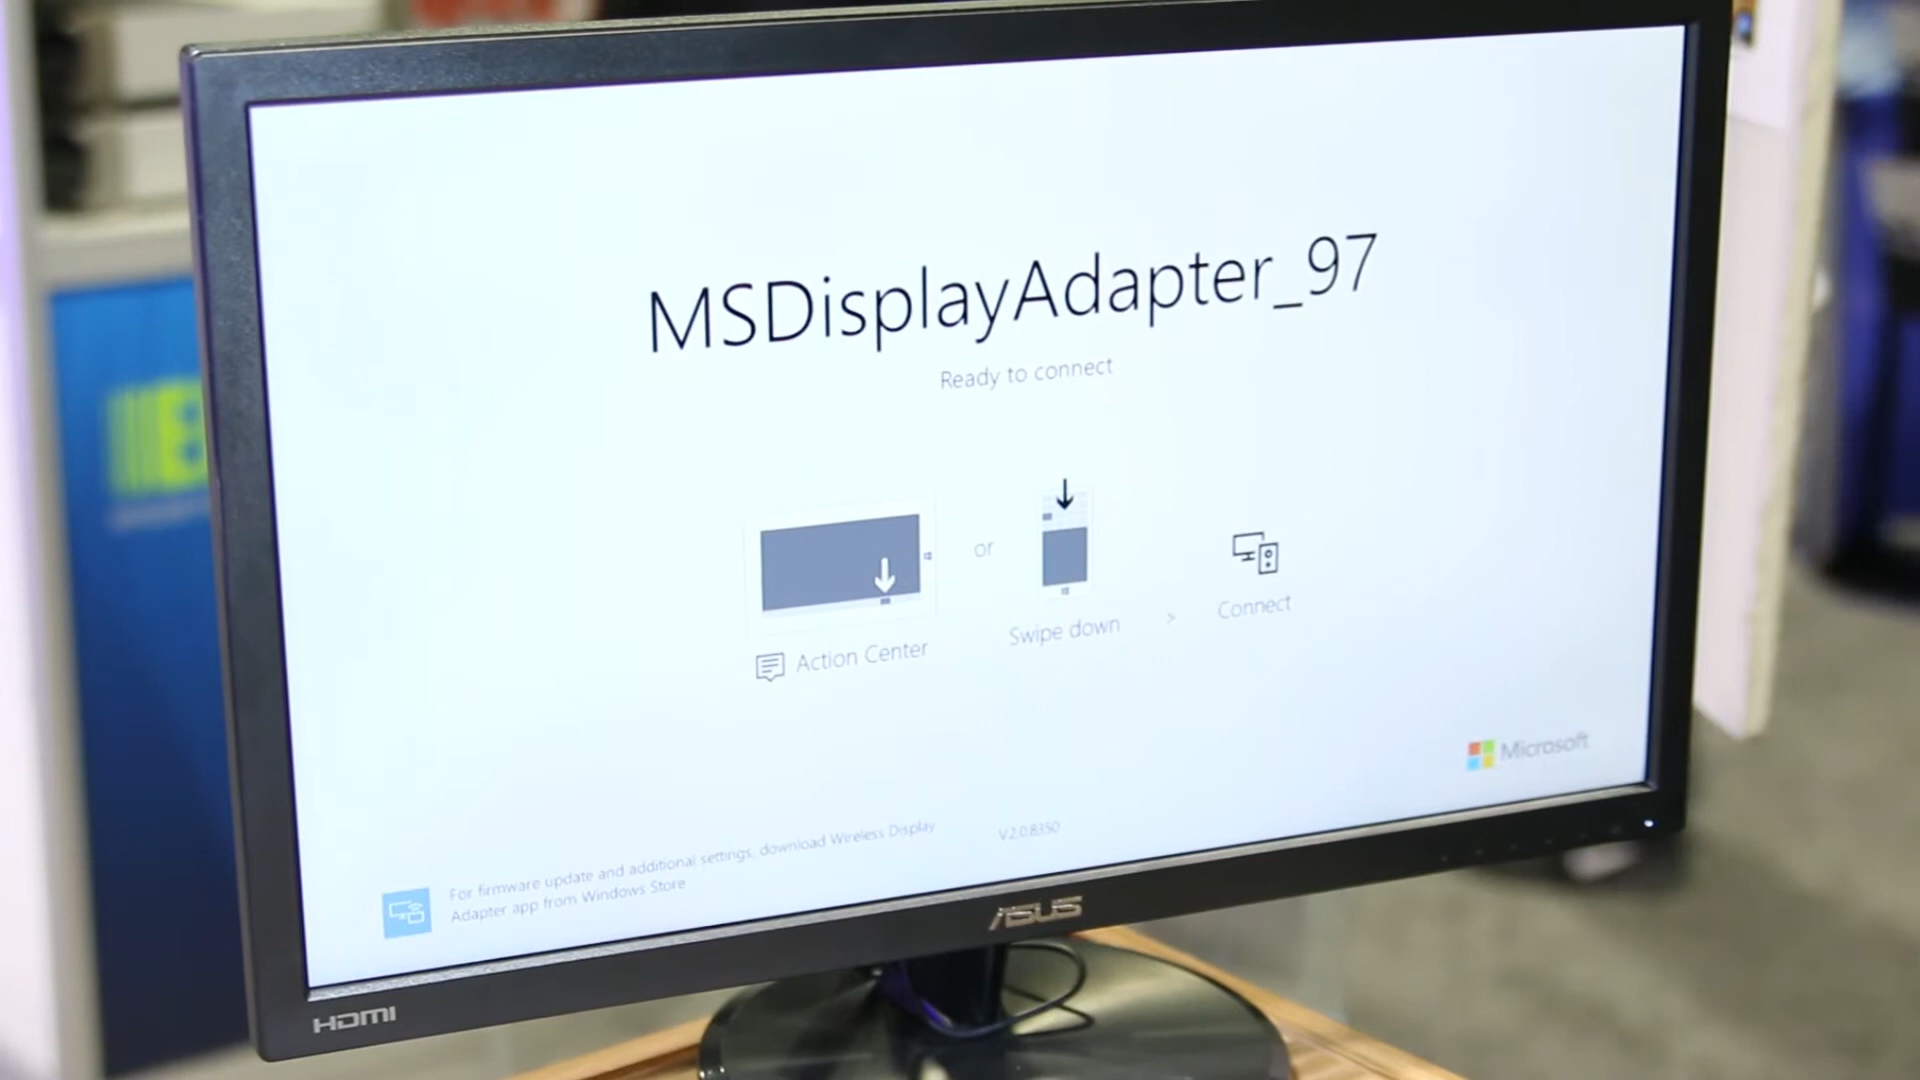 MSDisplayAdapter_97
Ready to connect
or
Action Center
Swipe down
>
Connect
Microsoft
For firmware update and additional settings, download Wireless Display
Adapter app from Windows Store
V2.0.8350
ASUS
HDMI